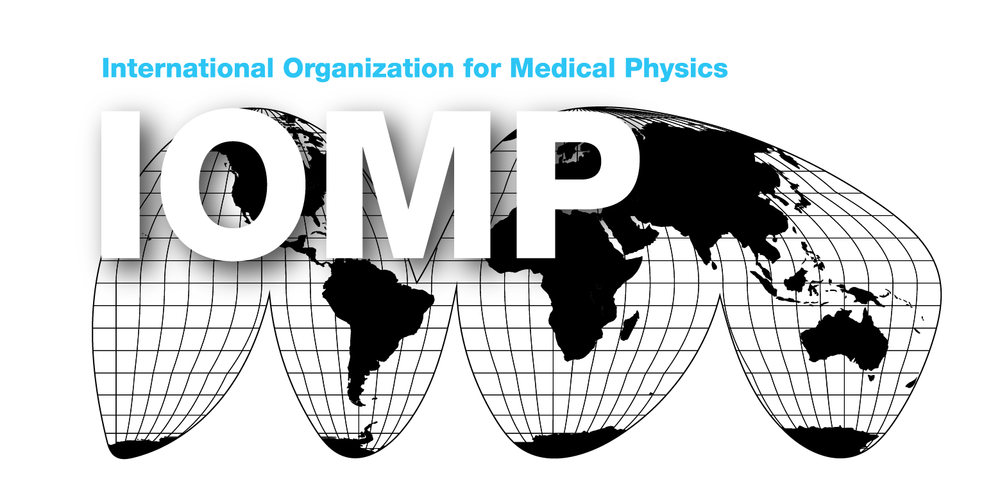 International Organization for Medical Physics
IOMP